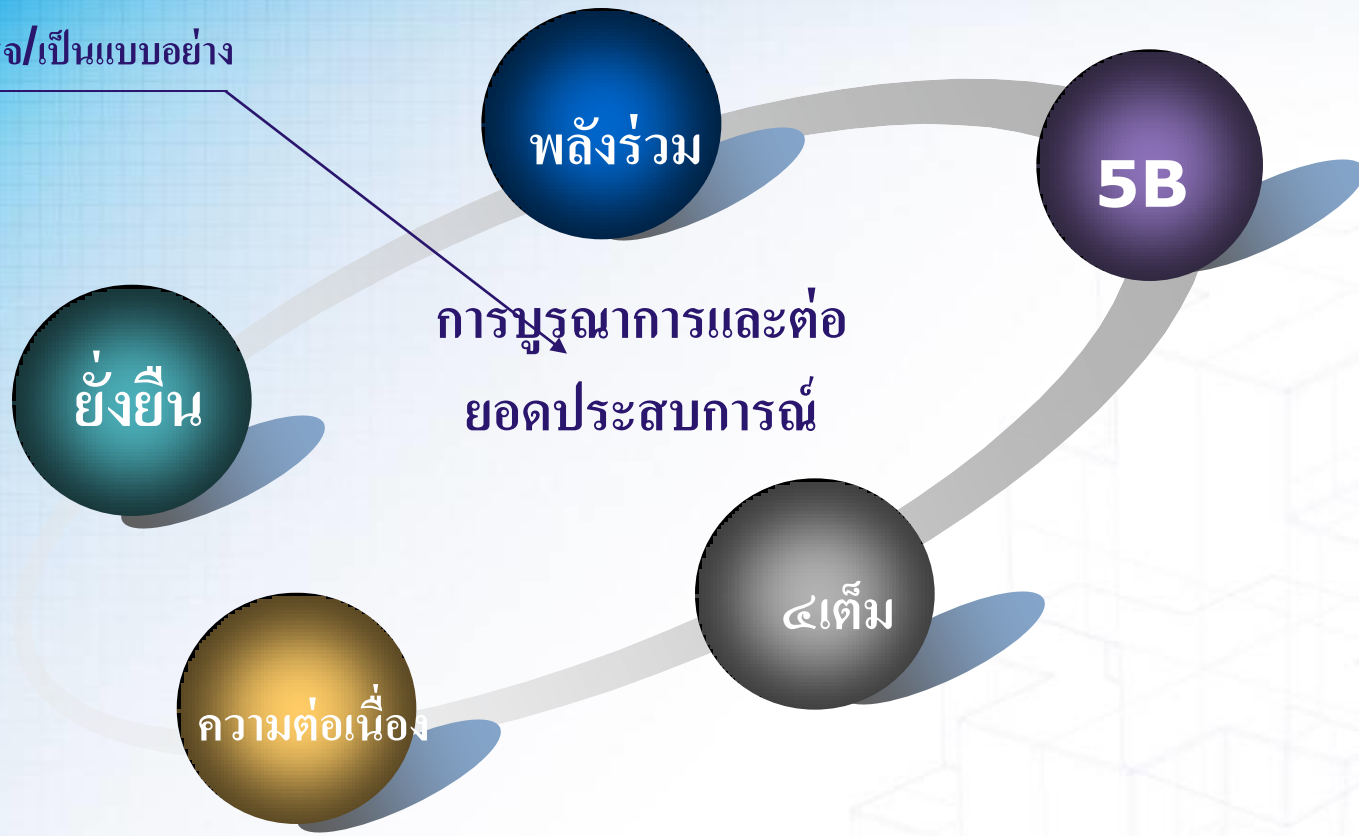 /เป็นแบบอย่าง
พลังร่วม
5B
การบูรณาการและต่อ
ยอดประสบการณ์
ยั่งยืน
๔เต็ม
ความต่อเนื่อง